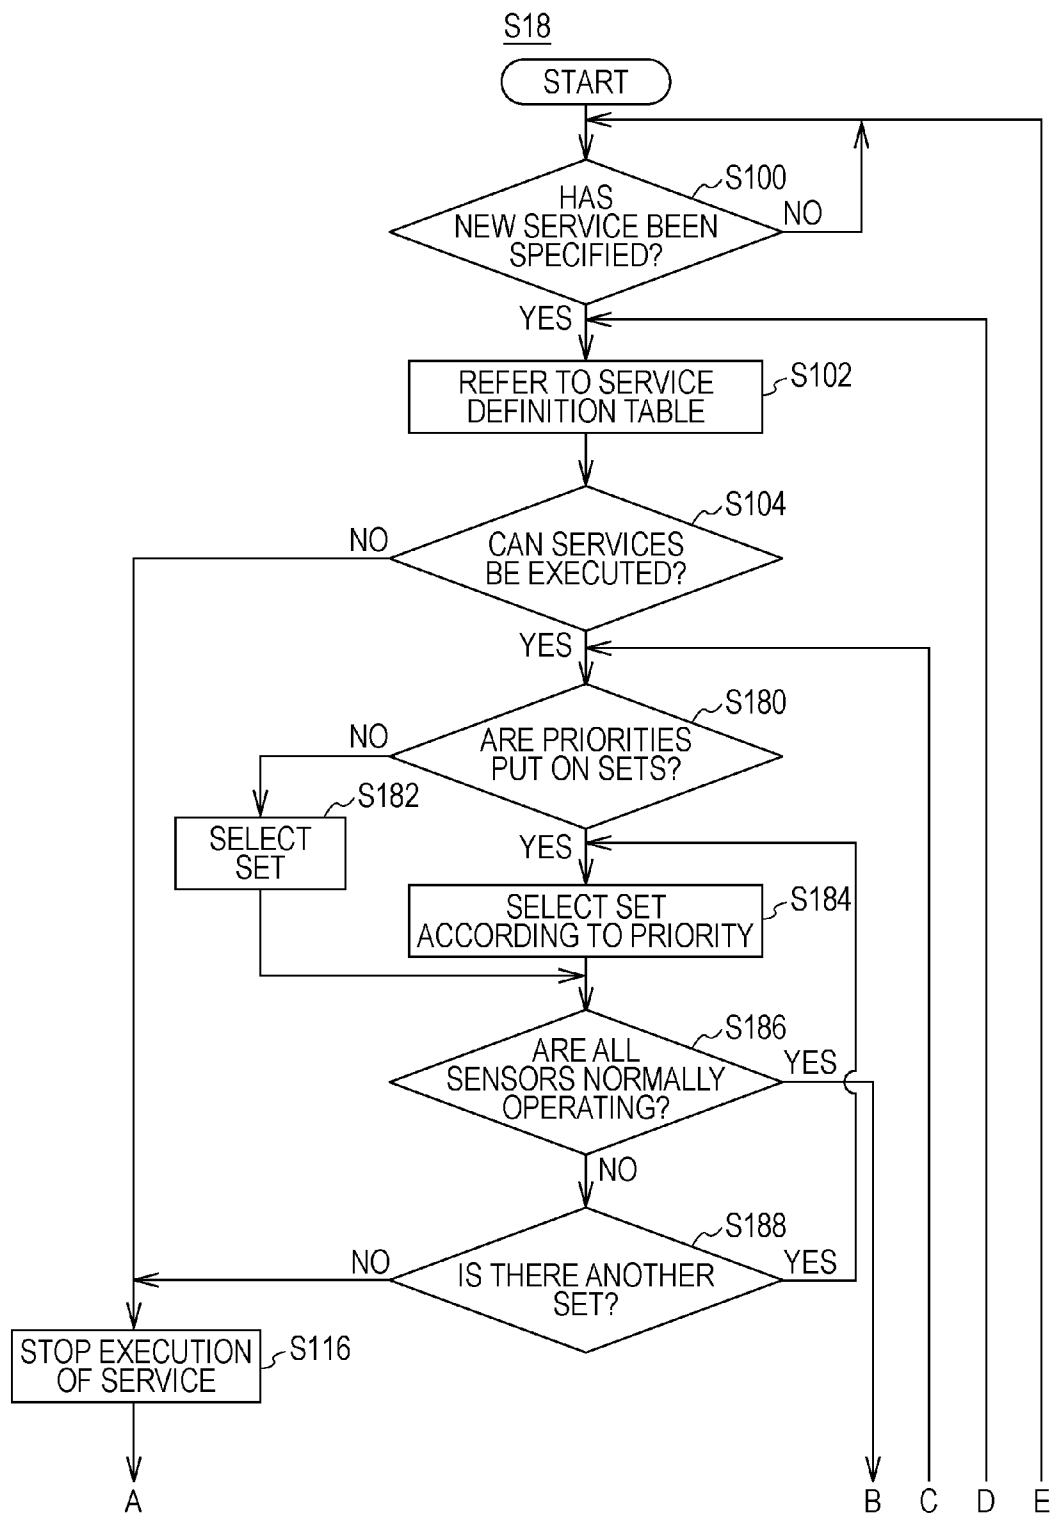 S18
START
S100
HAS
NEW SERVICE BEEN
SPECIFIED?
NO
YES
REFER TO SERVICE
DEFINITION TABLE
S102
S104
NO
CAN SERVICES
BE EXECUTED?
YES
S180
NO
ARE PRIORITIES
PUT ON SETS?
S182
SELECT
SET
YES
SELECT SET
ACCORDING TO PRIORITY
S184
S186
ARE ALL
SENSORS NORMALLY
OPERATING?
YES
NO
S188
NO
IS THERE ANOTHER
SET?
YES
STOP EXECUTION
OF SERVICE
S116
A B C D E